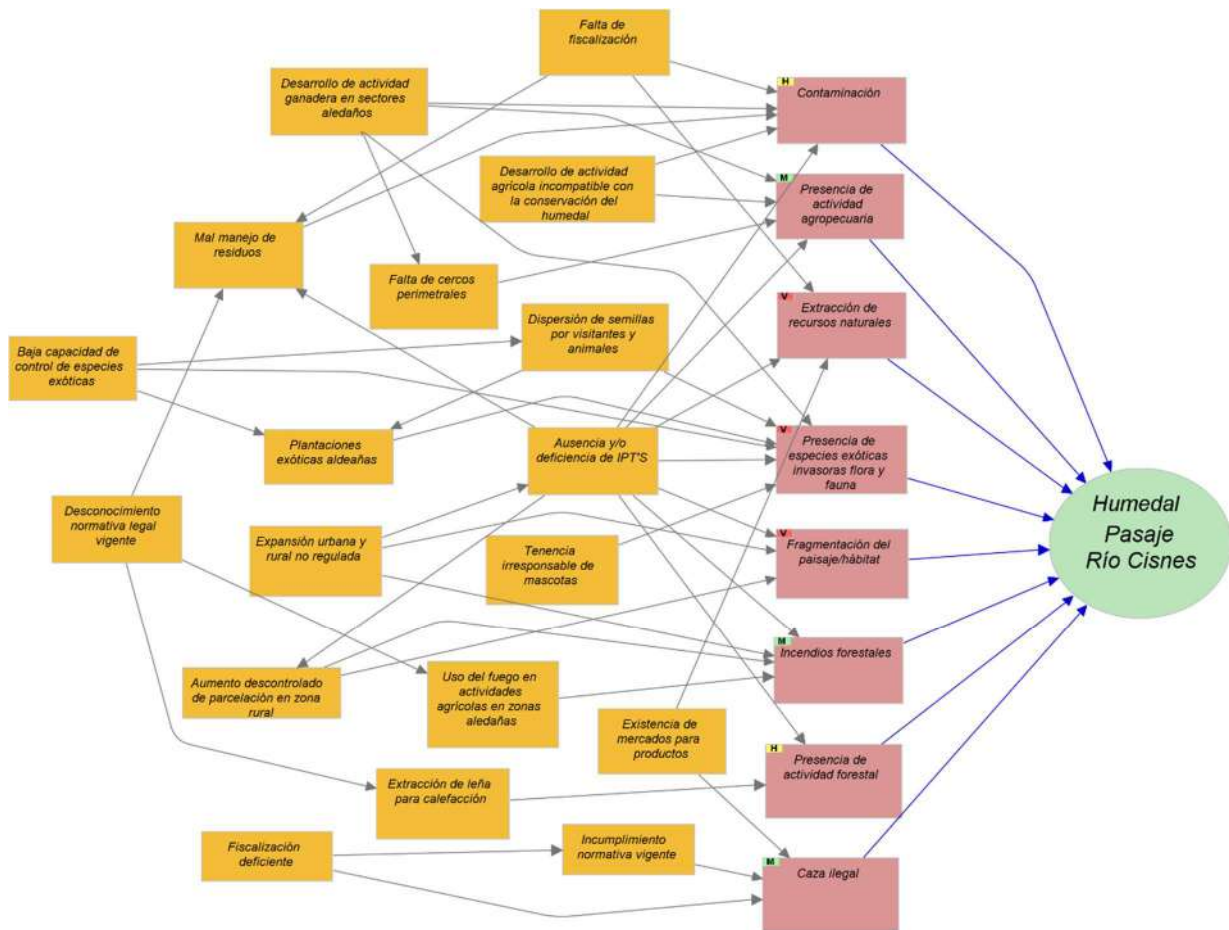 Falta de
fiscalización
Desarrollo de actividad
ganadera en sectores
aledaños
H
Contaminación
Desarrollo de actividad
agrícola incompatible con
la conservación del
humedal
M
Presencia de
actividad
agropecuaria
Mal manejo de
residuos
Falta de cercos
perimetrales
V
Extracción de
recursos naturales
Dispersión de semillas
por visitantes y
animales
Baja capacidad de
control de especies
exóticas
Plantaciones
exóticas aldeañas
Ausencia y/o
deficiencia de IPT'S
V
Presencia de
especies exóticas
invasoras flora y
fauna
Humedal
Pasaje
Río Cisnes
Desconocimiento
normativa legal
vigente
Expansión urbana y
rural no regulada
Tenencia
irresponsable de
mascotas
V
Fragmentación del
paisaje/hábitat
M
Incendios forestales
Aumento descontrolado
de parcelación en zona
rural
Uso del fuego en
actividades
agrícolas en zonas
aledañas
Existencia de
mercados para
productos
H
Presencia de
actividad forestal
Extracción de leña
para calefacción
Fiscalización
deficiente
Incumplimiento
normativa vigente
M
Caza ilegal